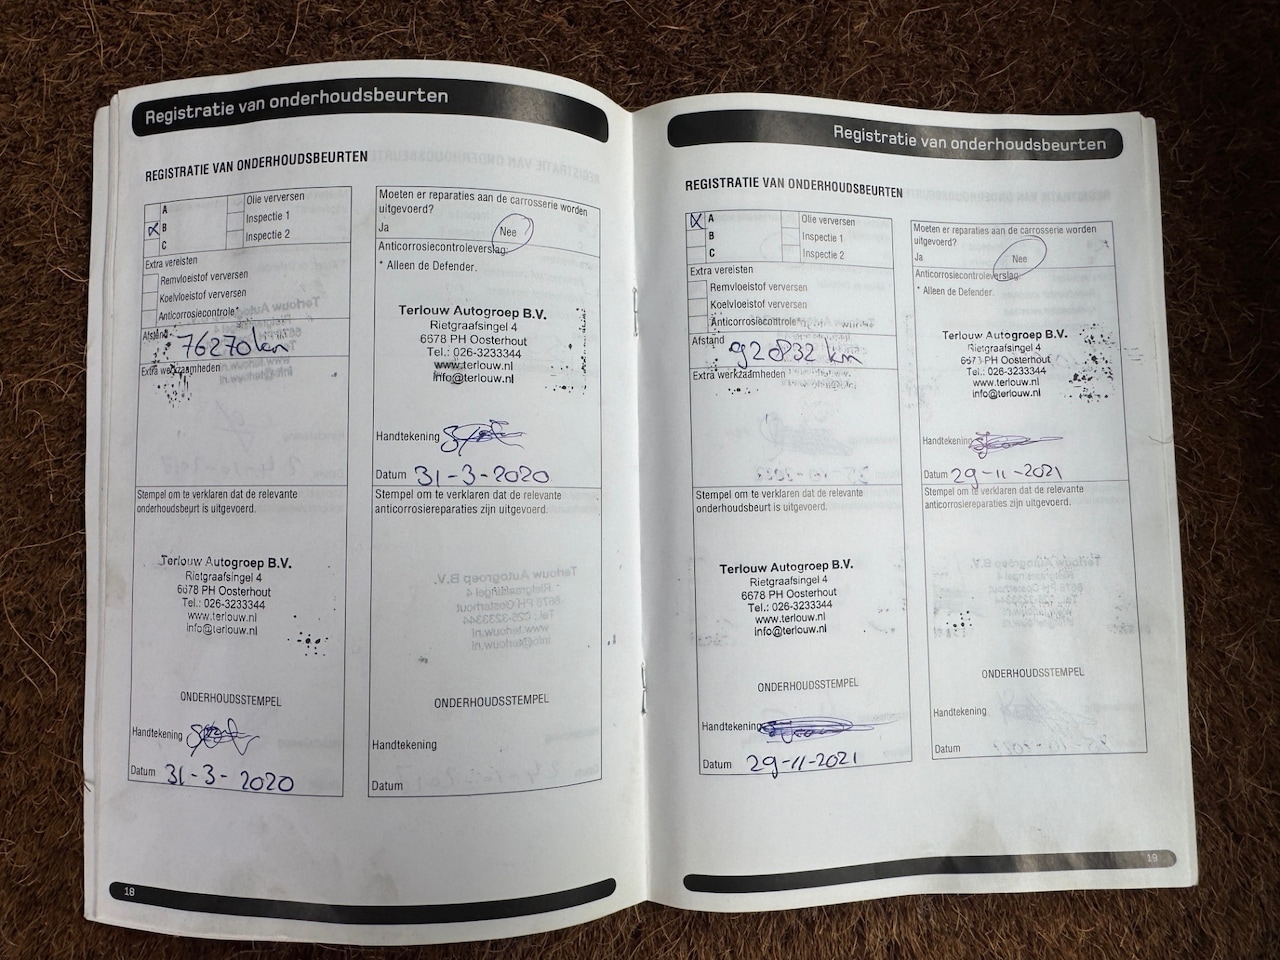 Registratie van onderhoudsbeurten
REGISTRATIE VAN ONDERHOUDSBEURTEN
A
B
C
Olie verversen
Inspectie 1
Inspectie 2
Extra vereisten
Remvloeistof verversen
Koelvloeistof verversen
Anticorrosiecontrole*
Afstand 76270 km
Extra werkzaamheden
Stempel om te verklaren dat de relevante
onderhoudsbeurt is uitgevoerd.
Terlouw Autogroep B.V.
Rietgraafsingel 4
6678 PH Oosterhout
Tel.: 026-3233344
www.terlouw.nl
info@terlouw.nl
ONDERHOUDSSTEMPEL
Handtekening
Datum 31-3-2020
Moeten er reparaties aan de carrosserie worden
uitgevoerd?
Ja Nee
Anticorrosiecontroleverslag:
* Alleen de Defender.
Terlouw Autogroep B.V.
Rietgraafsingel 4
6678 PH Oosterhout
Tel.: 026-3233344
www.terlouw.nl
info@terlouw.nl
Handtekening
Datum 31-3-2020
Stempel om te verklaren dat de relevante
anticorrosiereparaties zijn uitgevoerd.
ONDERHOUDSSTEMPEL
Handtekening
Datum
18
Registratie van onderhoudsbeurten
REGISTRATIE VAN ONDERHOUDSBEURTEN
A
B
C
Olie verversen
Inspectie 1
Inspectie 2
Extra vereisten
Remvloeistof verversen
Koelvloeistof verversen
Anticorrosiecontrole*
Afstand 92832 km
Extra werkzaamheden
Stempel om te verklaren dat de relevante
onderhoudsbeurt is uitgevoerd.
Terlouw Autogroep B.V.
Rietgraafsingel 4
6678 PH Oosterhout
Tel.: 026-3233344
www.terlouw.nl
info@terlouw.nl
ONDERHOUDSSTEMPEL
Handtekening
Datum 29-11-2021
Moeten er reparaties aan de carrosserie worden
uitgevoerd?
Ja Nee
Anticorrosiecontroleverslag:
* Alleen de Defender.
Terlouw Autogroep B.V.
Rietgraafsingel 4
6678 PH Oosterhout
Tel.: 026-3233344
www.terlouw.nl
info@terlouw.nl
Handtekening
Datum 29-11-2021
Stempel om te verklaren dat de relevante
anticorrosiereparaties zijn uitgevoerd.
ONDERHOUDSSTEMPEL
Handtekening
Datum
19